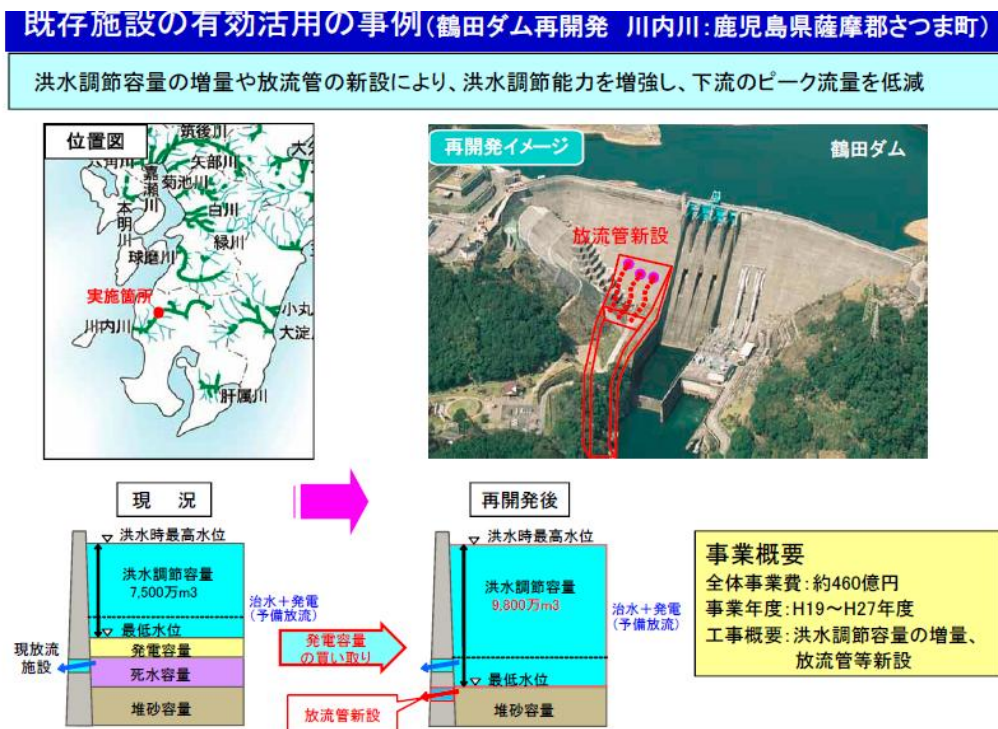 既存施設の有効活用の事例(鶴田ダム再開発 川内川:鹿児島県薩摩郡さつま町)
洪水調節容量の増量や放流管の新設により、洪水調節能力を増強し、下流のピーク流量を低減
位置図
筑後川
矢部川
嘉瀬川
菊池川
本明川
白川
緑川
球磨川
実施箇所
川内川
小丸
大淀
肝属川
再開発イメージ
鶴田ダム
放流管新設
現 況
▽ 洪水時最高水位
洪水調節容量
7,500万m3
治水+発電
(予備放流)
▽ 最低水位
発電容量
現放流
施設
死水容量
堆砂容量
発電容量
の買い取り
放流管新設
再開発後
▽ 洪水時最高水位
洪水調節容量
9,800万m3
治水+発電
(予備放流)
▽ 最低水位
堆砂容量
事業概要
全体事業費:約460億円
事業年度:H19~H27年度
工事概要:洪水調節容量の増量、
放流管等新設